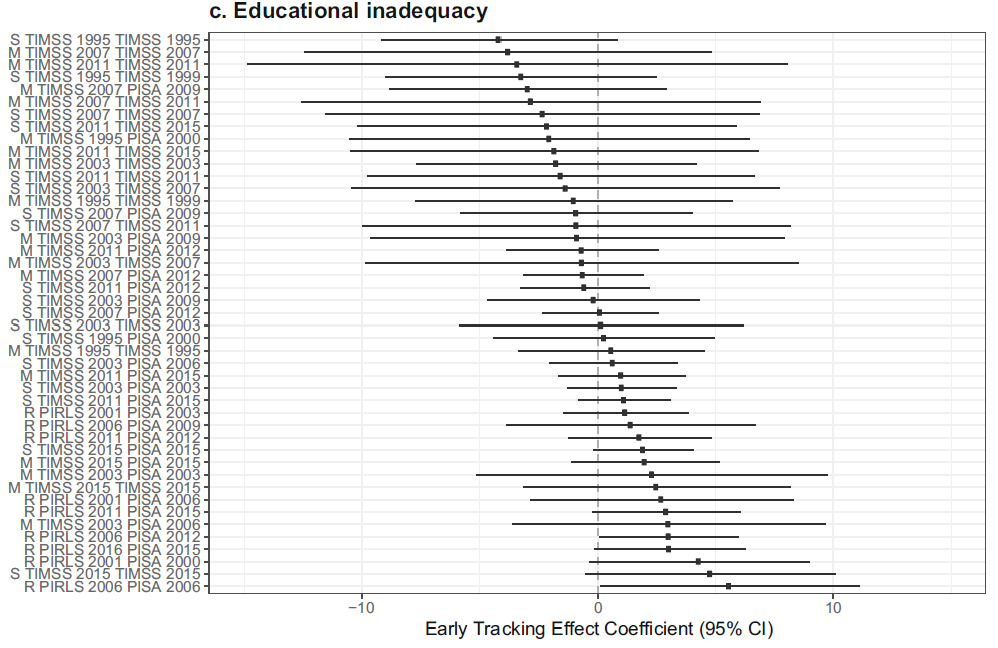 c. Educational inadequacy
S TIMSS 1995 TIMSS 1995
M TIMSS 2007 TIMSS 2007
M TIMSS 2011 TIMSS 2011
S TIMSS 1995 TIMSS 1999
M TIMSS 2007 PISA 2009
M TIMSS 2007 TIMSS 2011
S TIMSS 2007 TIMSS 2007
S TIMSS 2011 TIMSS 2015
M TIMSS 1995 PISA 2000
M TIMSS 2011 TIMSS 2015
M TIMSS 2003 TIMSS 2003
S TIMSS 2011 TIMSS 2011
S TIMSS 2003 TIMSS 2007
M TIMSS 1995 TIMSS 1999
S TIMSS 2007 PISA 2009
S TIMSS 2007 TIMSS 2011
M TIMSS 2003 PISA 2009
M TIMSS 2011 PISA 2012
M TIMSS 2003 TIMSS 2007
M TIMSS 2007 PISA 2012
S TIMSS 2011 PISA 2012
S TIMSS 2003 PISA 2009
S TIMSS 2007 PISA 2012
S TIMSS 2003 TIMSS 2003
S TIMSS 1995 PISA 2000
M TIMSS 1995 TIMSS 1995
S TIMSS 2003 PISA 2006
M TIMSS 2011 PISA 2015
S TIMSS 2003 PISA 2003
S TIMSS 2011 PISA 2015
R PIRLS 2001 PISA 2003
R PIRLS 2006 PISA 2009
R PIRLS 2011 PISA 2012
S TIMSS 2015 PISA 2015
M TIMSS 2015 PISA 2015
M TIMSS 2003 PISA 2003
M TIMSS 2015 TIMSS 2015
R PIRLS 2001 PISA 2006
R PIRLS 2011 PISA 2015
M TIMSS 2003 PISA 2006
R PIRLS 2006 PISA 2012
R PIRLS 2016 PISA 2015
R PIRLS 2001 PISA 2000
S TIMSS 2015 TIMSS 2015
R PIRLS 2006 PISA 2006
−10 0 10
Early Tracking Effect Coefficient (95% CI)